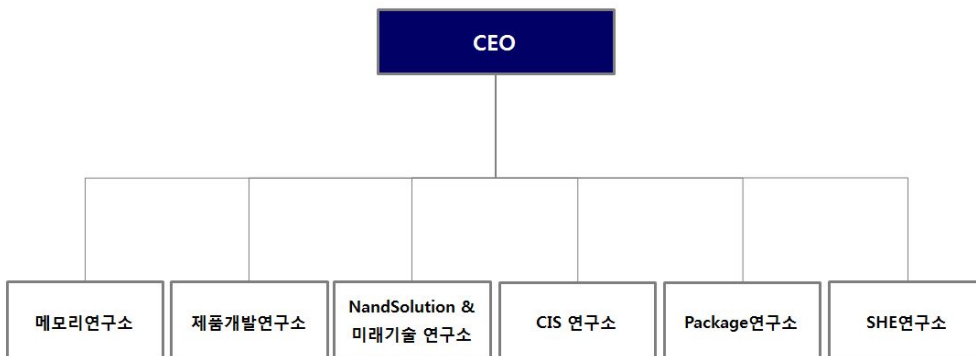 CEO
메모리연구소
제품개발연구소
NandSolution &
미래기술 연구소
CIS 연구소
Package연구소
SHE연구소